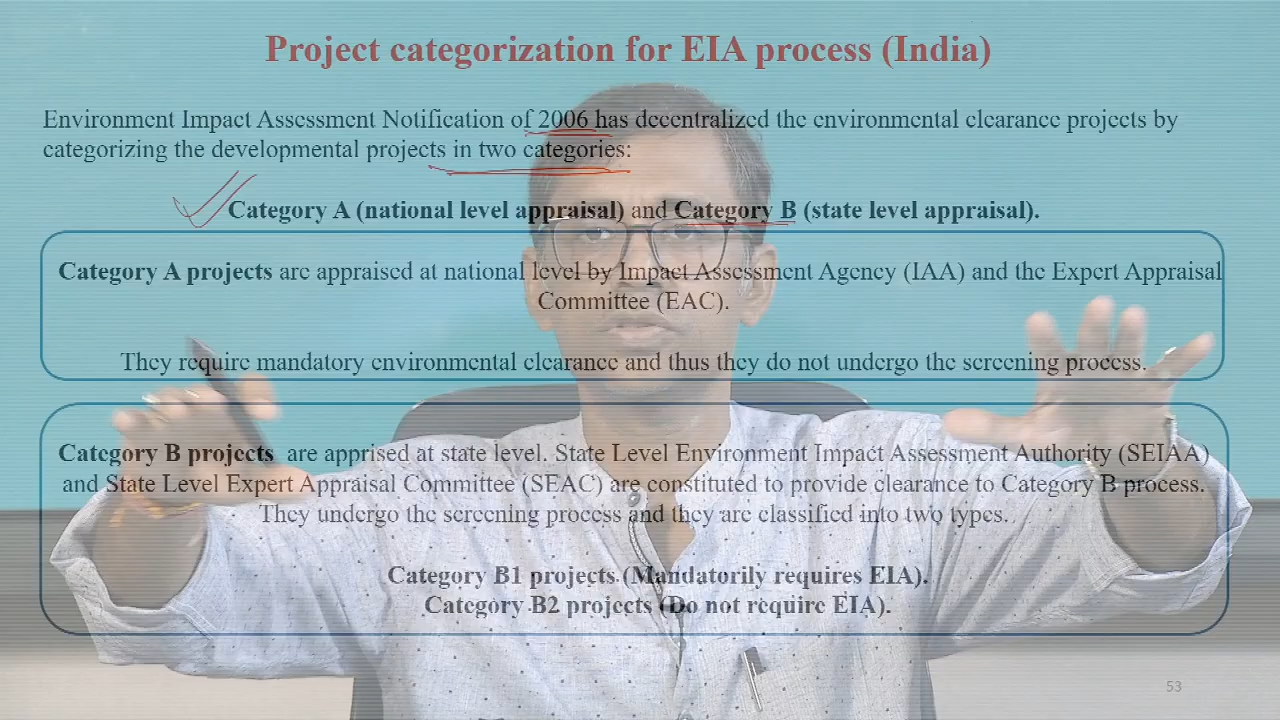 Project categorization for EIA process (India)
Environment Impact Assessment Notification of 2006 has decentralized the environmental clearance projects by
categorizing the developmental projects in two categories:
Category A (national level appraisal) and Category B (state level appraisal).
Category A projects are appraised at national level by Impact Assessment Agency (IAA) and the Expert Appraisal
Committee (EAC).
They require mandatory environmental clearance and thus they do not undergo the screening process.
Category B projects are apprised at state level. State Level Environment Impact Assessment Authority (SEIAA)
and State Level Expert Appraisal Committee (SEAC) are constituted to provide clearance to Category B process.
They undergo the screening process and they are classified into two types.
Category B1 projects (Mandatorily requires EIA).
Category B2 projects (Do not require EIA).
53